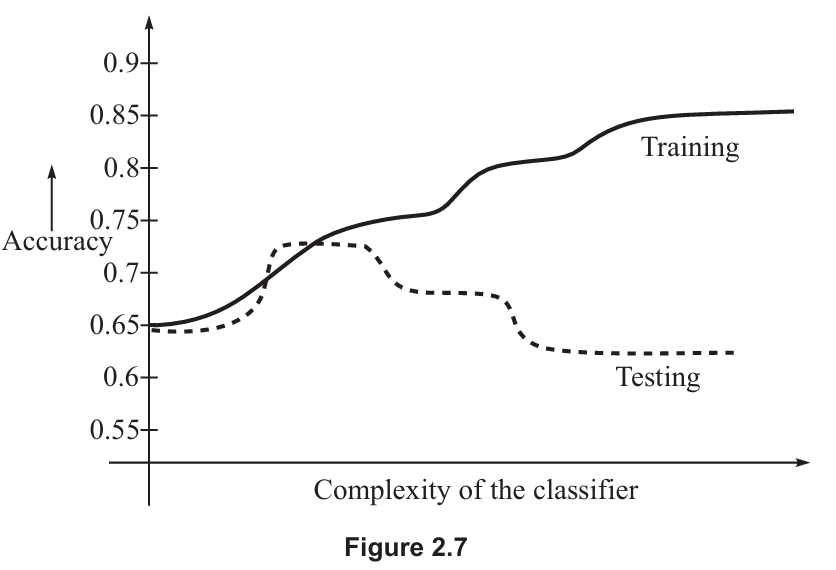 0.9
0.85
0.8
Training
0.75
Accuracy
0.7
0.65
0.6
Testing
0.55
Complexity of the classifier
Figure 2.7